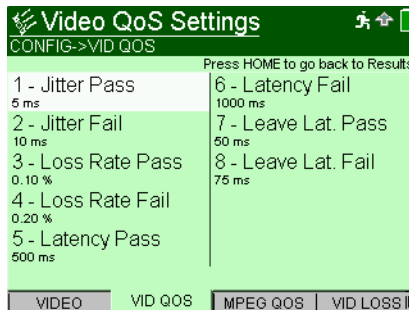 Video QoS Settings
CONFIG->VID QOS
Press HOME to go back to Results
1 - Jitter Pass
5 ms
2 - Jitter Fail
10 ms
3 - Loss Rate Pass
0.10 %
4 - Loss Rate Fail
0.20 %
5 - Latency Pass
500 ms
6 - Latency Fail
1000 ms
7 - Leave Lat. Pass
50 ms
8 - Leave Lat. Fail
75 ms
VIDEO VID QOS MPEG QOS VID LOSS